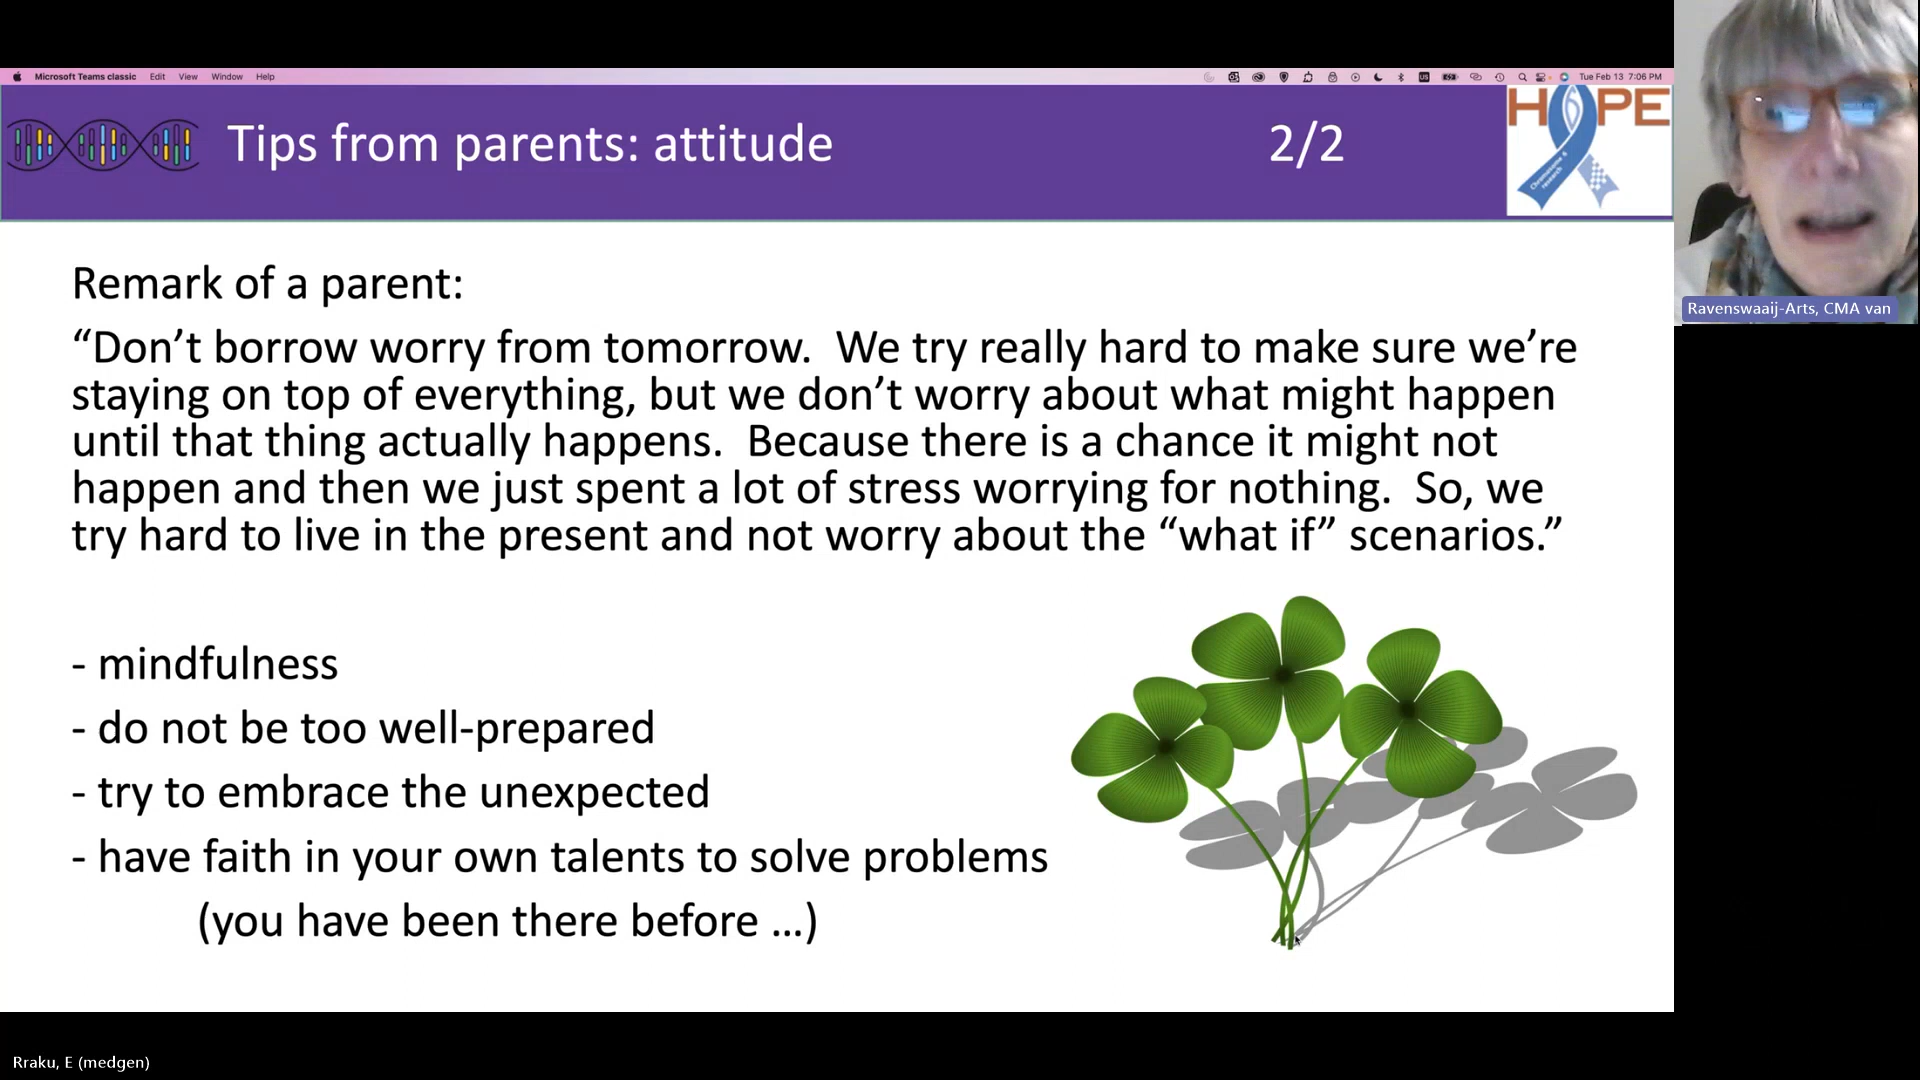 Microsoft Teams classic Edit View Window Help
Tue Feb 13 7:06 PM
Tips from parents: attitude 2/2
HOPE
6
Chromosome 6
research
Ravenswaaij-Arts, CMA van
Remark of a parent:
“Don’t borrow worry from tomorrow.  We try really hard to make sure we’re
staying on top of everything, but we don’t worry about what might happen
until that thing actually happens.  Because there is a chance it might not
happen and then we just spent a lot of stress worrying for nothing.  So, we
try hard to live in the present and not worry about the “what if” scenarios.”
- mindfulness
- do not be too well-prepared
- try to embrace the unexpected
- have faith in your own talents to solve problems
(you have been there before ...)
Rraku, E (medgen)